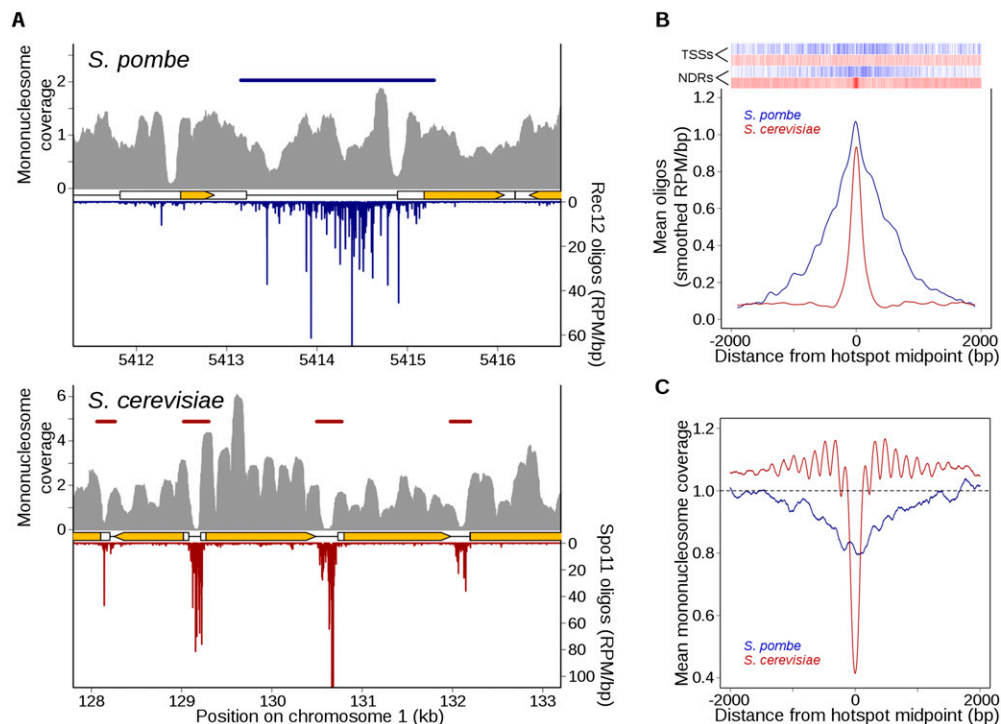 A
S. pombe
Mononucleosome
coverage
2
1
0
0
20
40
60
Rec12 oligos (RPM/bp)
5412 5413 5414 5415 5416
S. cerevisiae
Mononucleosome
coverage
6
4
2
0
0
20
40
60
80
100
Spo11 oligos (RPM/bp)
128 129 130 131 132 133
Position on chromosome 1 (kb)
B
TSSs
NDRs
S. pombe
S. cerevisiae
Mean oligos
(smoothed RPM/bp)
1.2
1.0
0.8
0.6
0.4
0.2
0.0
-2000 0 2000
Distance from hotspot midpoint (bp)
C
Mean mononucleosome coverage
1.2
1.0
0.8
0.6
0.4
S. pombe
S. cerevisiae
-2000 0 2000
Distance from hotspot midpoint (bp)